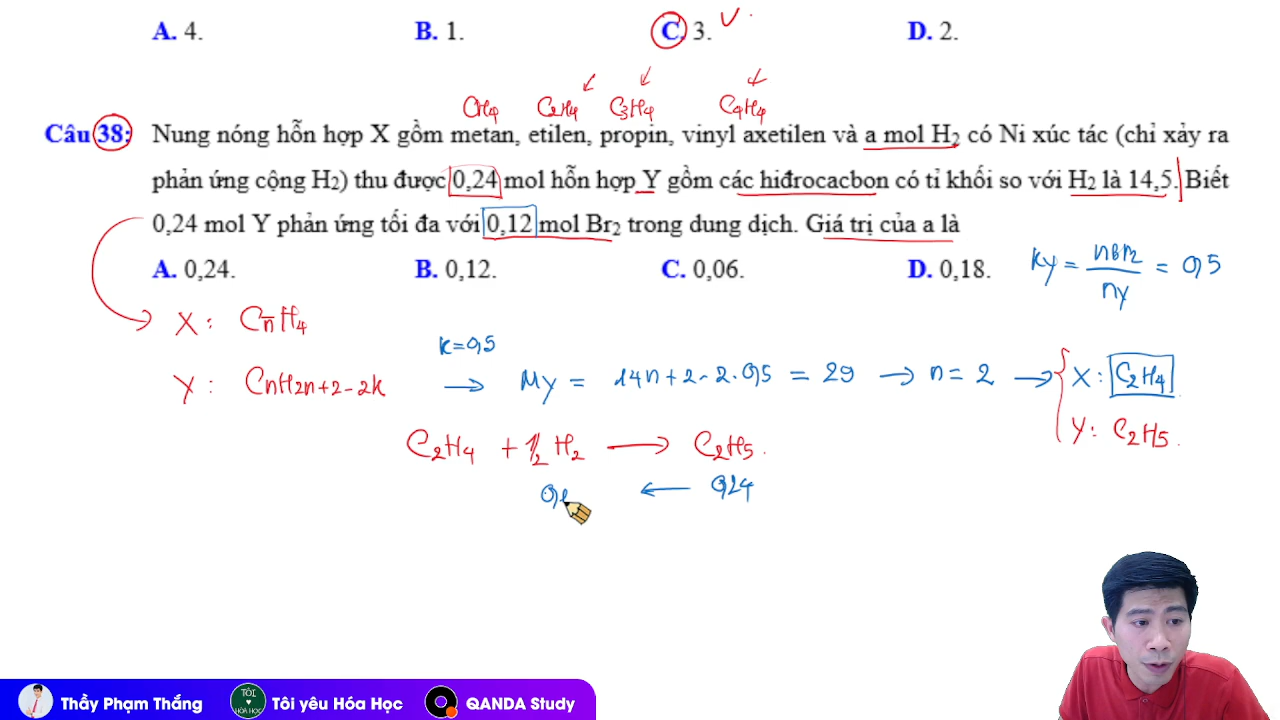 A. 4. B. 1. C. 3. D. 2.
CH4 C2H4 C3H4 C4H4
Câu 38: Nung nóng hỗn hợp X gồm metan, etilen, propin, vinyl axetilen và a mol H2 có Ni xúc tác (chỉ xảy ra
phản ứng cộng H2) thu được 0,24 mol hỗn hợp Y gồm các hiđrocacbon có tỉ khối so với H2 là 14,5. Biết
0,24 mol Y phản ứng tối đa với 0,12 mol Br2 trong dung dịch. Giá trị của a là
A. 0,24. B. 0,12. C. 0,06. D. 0,18.
kY = nBr2 / nY = 0,5
X: Cn̄H4
k=0,5
Y: CnH2n+2-2k → MY = 14n+2-2.0,5 = 29 → n = 2 → X: C2H4
Y: C2H5.
C2H4 + 1/2 H2 → C2H5.
← 0,24
Thầy Phạm Thắng
TÔI ♥ HÓA HỌC
Tôi yêu Hóa Học
QANDA Study